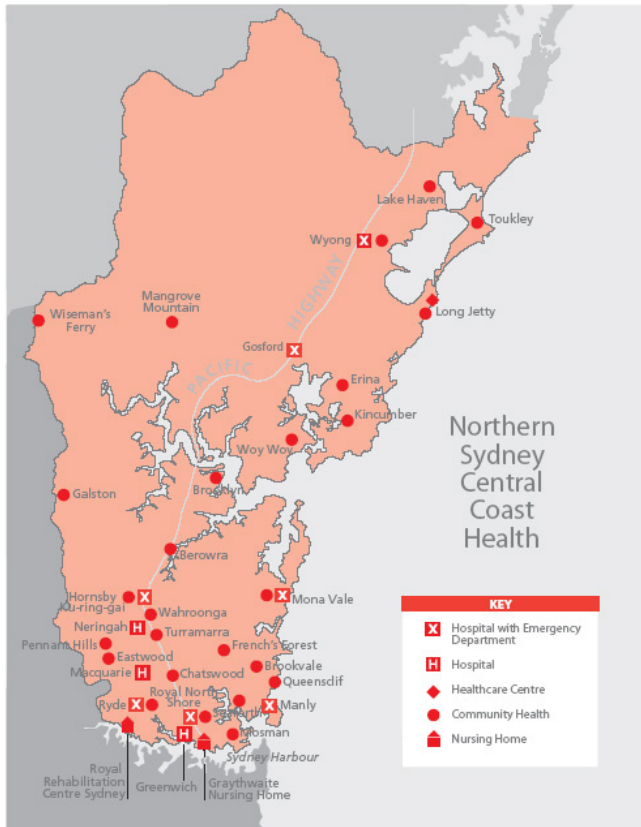 Lake Haven
Toukley
Wyong
HIGHWAY
Mangrove
Mountain
Wiseman's
Ferry
Long Jetty
Gosford
PACIFIC
Erina
Kincumber
Woy Woy
Northern
Sydney
Central
Coast
Health
Galston
Brooklyn
Berowra
Hornsby
Ku-ring-gai
Mona Vale
Wahroonga
Neringah
H
Turramarra
Pennant Hills
French's Forest
Eastwood
Brookvale
Macquarie
H
Chatswood
Queensclif
Royal North
Shore
Ryde
X
Seaforth
Manly
Mosman
H
Sydney Harbour
Royal
Rehabilitation
Centre Sydney
Greenwich
Graythwaite
Nursing Home
KEY
X Hospital with Emergency
Department
H Hospital
Healthcare Centre
Community Health
Nursing Home